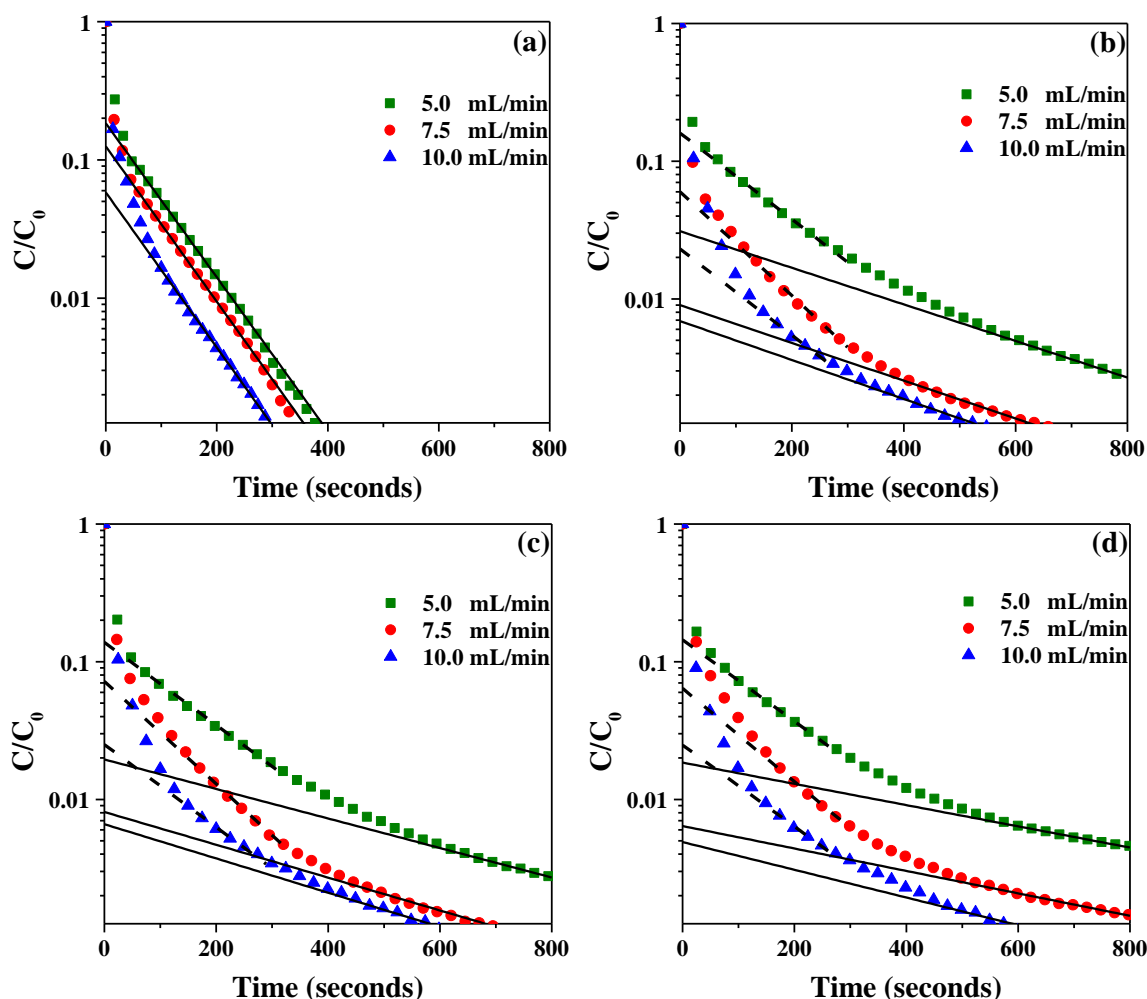 (a)
1
0.1
0.01
C/C0
5.0 mL/min
7.5 mL/min
10.0 mL/min
0 200 400 600 800
Time (seconds)
(b)
1
0.1
0.01
C/C0
5.0 mL/min
7.5 mL/min
10.0 mL/min
0 200 400 600 800
Time (seconds)
(c)
1
0.1
0.01
C/C0
5.0 mL/min
7.5 mL/min
10.0 mL/min
0 200 400 600 800
Time (seconds)
(d)
1
0.1
0.01
C/C0
5.0 mL/min
7.5 mL/min
10.0 mL/min
0 200 400 600 800
Time (seconds)